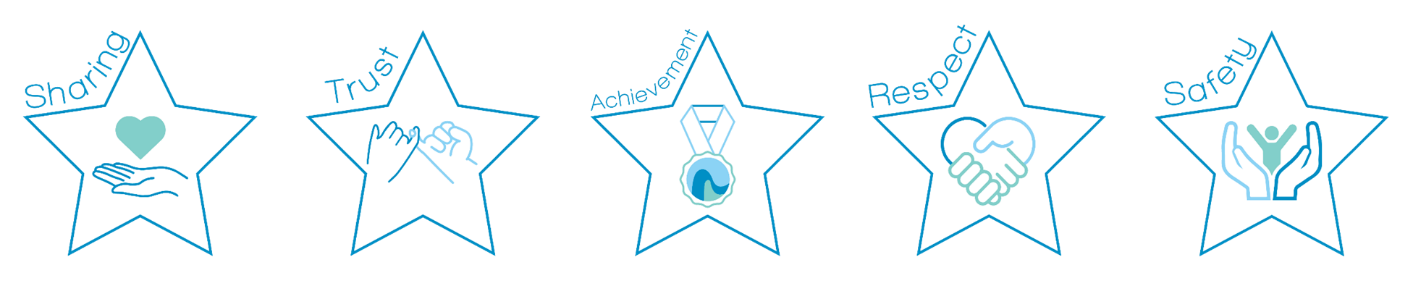 Sharing
Trust
Achievement
Respect
Safety